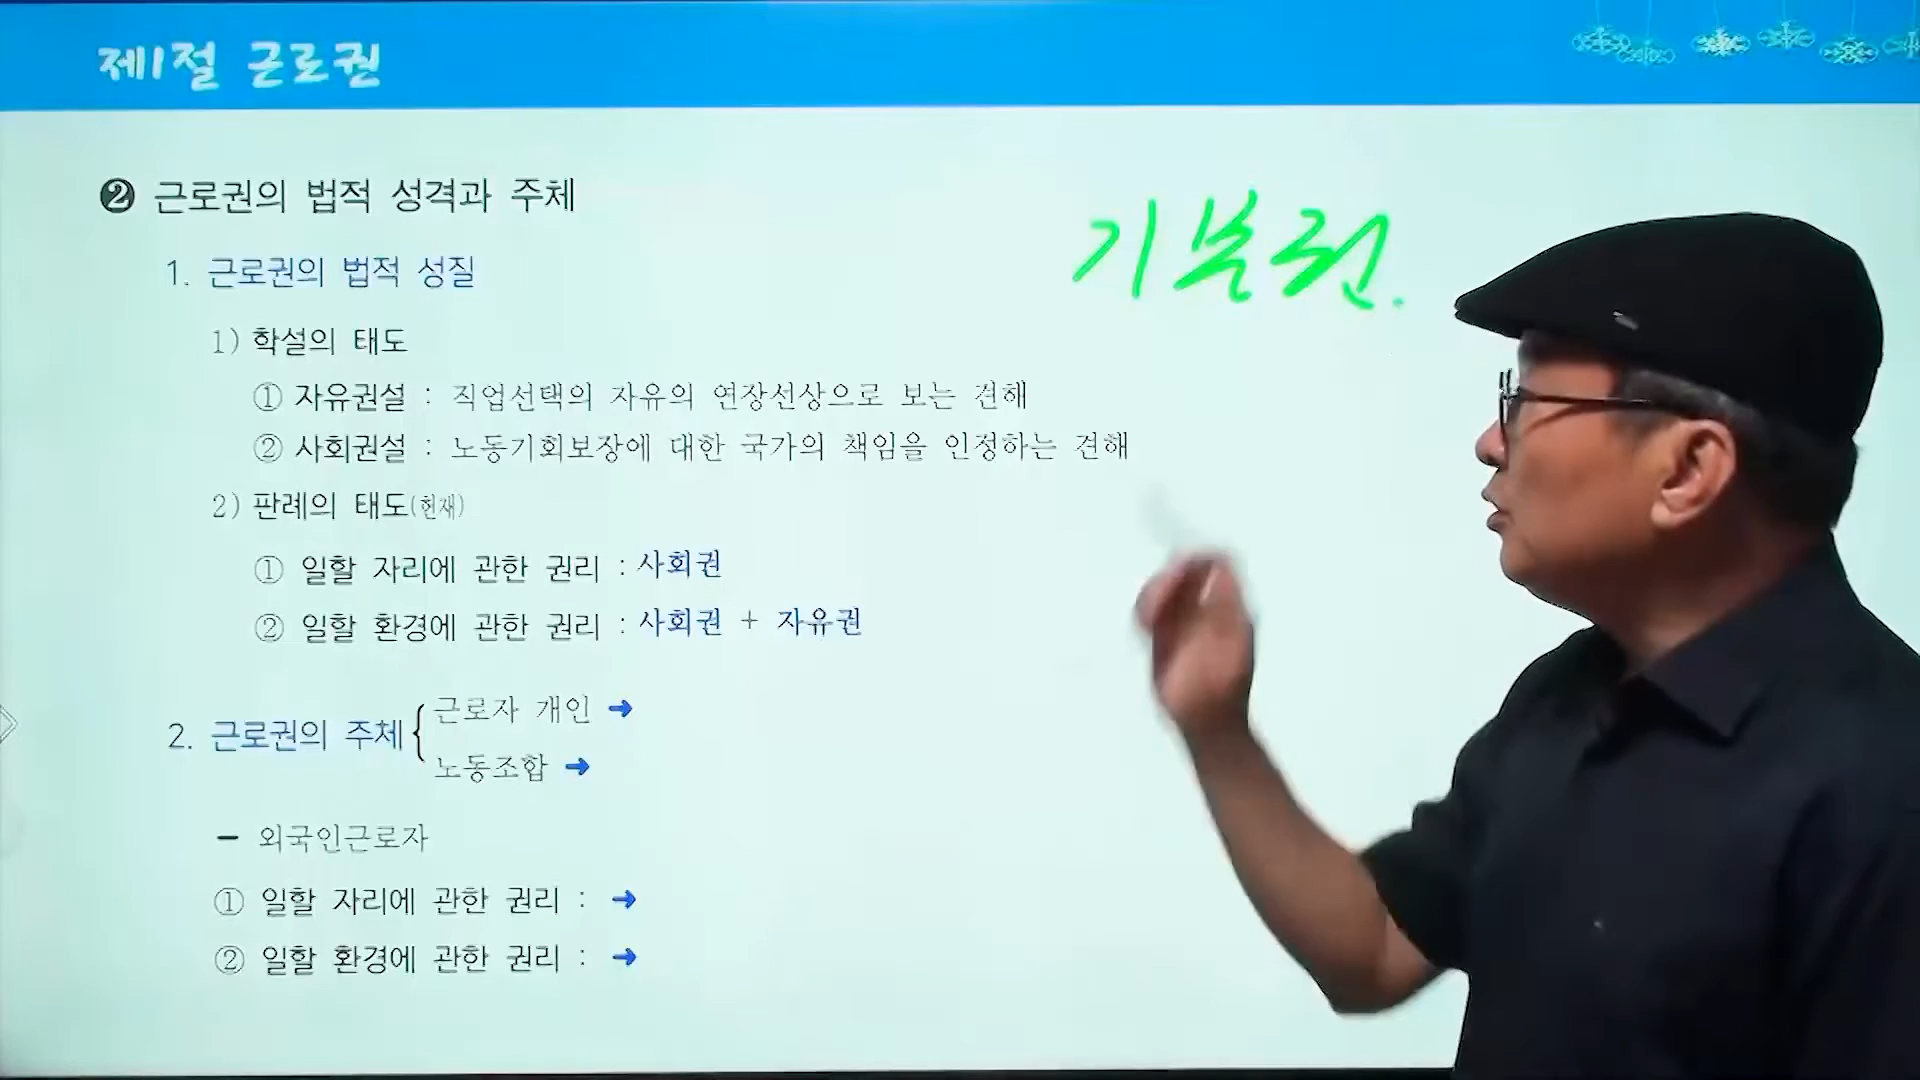 제1절 근로권
❷ 근로권의 법적 성격과 주체
기본권.
1. 근로권의 법적 성질
1) 학설의 태도
① 자유권설 : 직업선택의 자유의 연장선상으로 보는 견해
② 사회권설 : 노동기회보장에 대한 국가의 책임을 인정하는 견해
2) 판례의 태도(헌재)
① 일할 자리에 관한 권리 : 사회권
② 일할 환경에 관한 권리 : 사회권 + 자유권
2. 근로권의 주체 { 근로자 개인 ➜
노동조합 ➜
- 외국인근로자
① 일할 자리에 관한 권리 : ➜
② 일할 환경에 관한 권리 : ➜